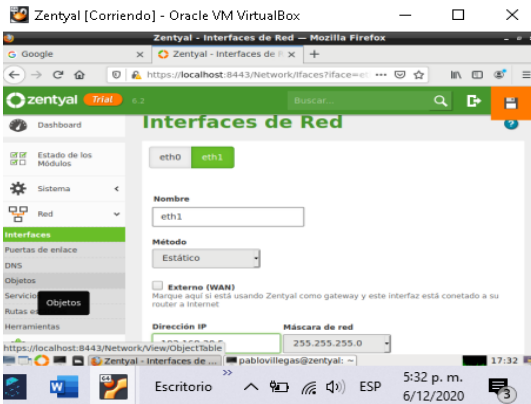 Zentyal [Corriendo] - Oracle VM VirtualBox
Zentyal - Interfaces de Red — Mozilla Firefox
Google
Zentyal - Interfaces de R
https://localhost:8443/Network/Ifaces?iface=et
zentyal Trial 6.2
Buscar...
Dashboard
Interfaces de Red
Estado de los
Módulos
eth0 eth1
Sistema
Nombre
Red
eth1
Interfaces
Método
Puertas de enlace
Estático
DNS
Objetos
Externo (WAN)
Servicio
Marque aquí si está usando Zentyal como gateway y este interfaz está conetado a su
router a Internet
Objetos
Rutas es
Herramientas
Dirección IP Máscara de red
255.255.255.0
https://localhost:8443/Network/View/ObjectTable
Zentyal - Interfaces de ...
pablovillegas@zentyal: ~
17:32
Escritorio
ESP
5:32 p. m.
6/12/2020
3